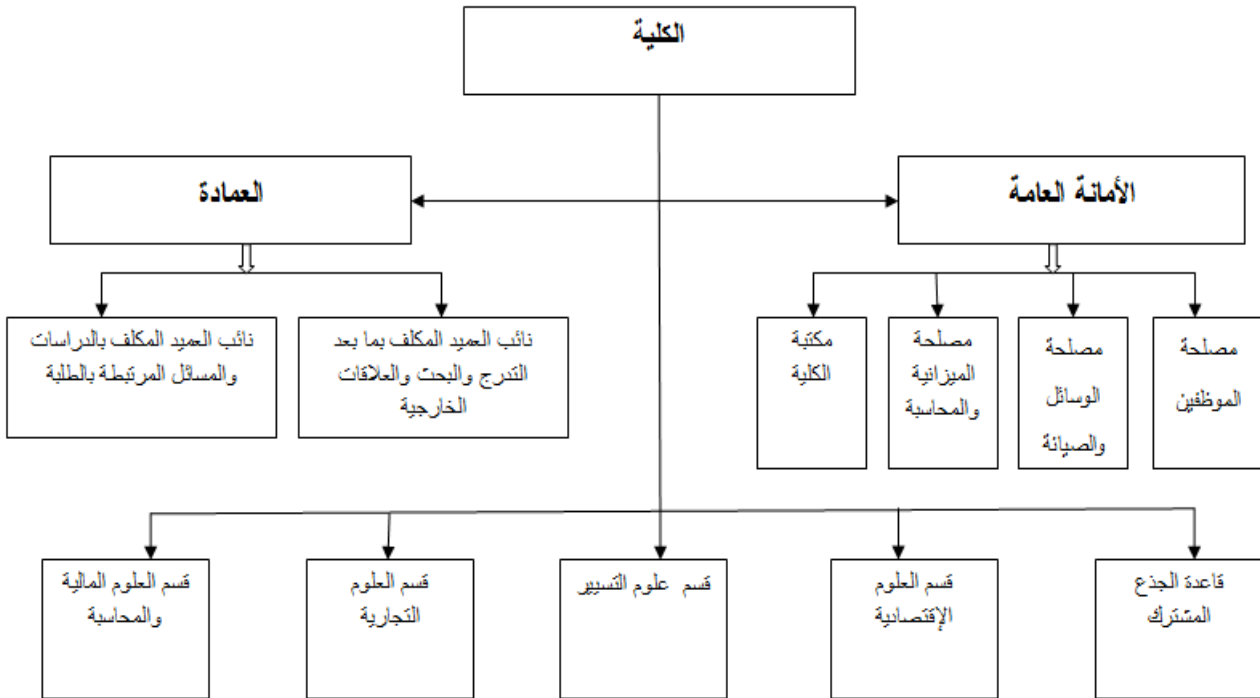 الكلية
الأمانة العامة
العمادة
مصلحة
الموظفين
مصلحة
الوسائل
والصيانة
مصلحة
الميزانية
والمحاسبة
مكتبة
الكلية
نائب العميد المكلف بما بعد
التدرج والبحث والعلاقات
الخارجية
نائب العميد المكلف بالدراسات
والمسائل المرتبطة بالطلبة
قاعدة الجذع
المشترك
قسم العلوم
الإقتصادية
قسم علوم التسيير
قسم العلوم
التجارية
قسم العلوم المالية
والمحاسبة